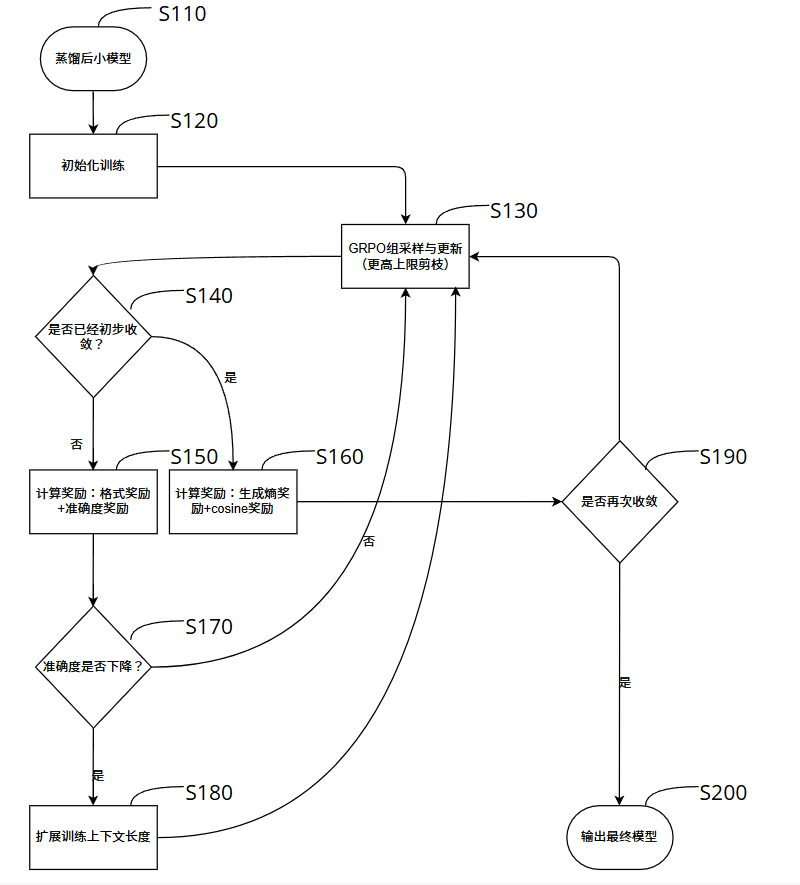 S110
蒸馏后小模型
S120
初始化训练
S130
GRPO组采样与更新
（更高上限剪枝）
S140
是否已经初步收
敛？
是
否
S150
计算奖励：格式奖励
+准确度奖励
S160
计算奖励：生成熵奖
励+cosine奖励
S190
是否再次收敛
否
S170
准确度是否下降？
是
是
S180
扩展训练上下文长度
S200
输出最终模型